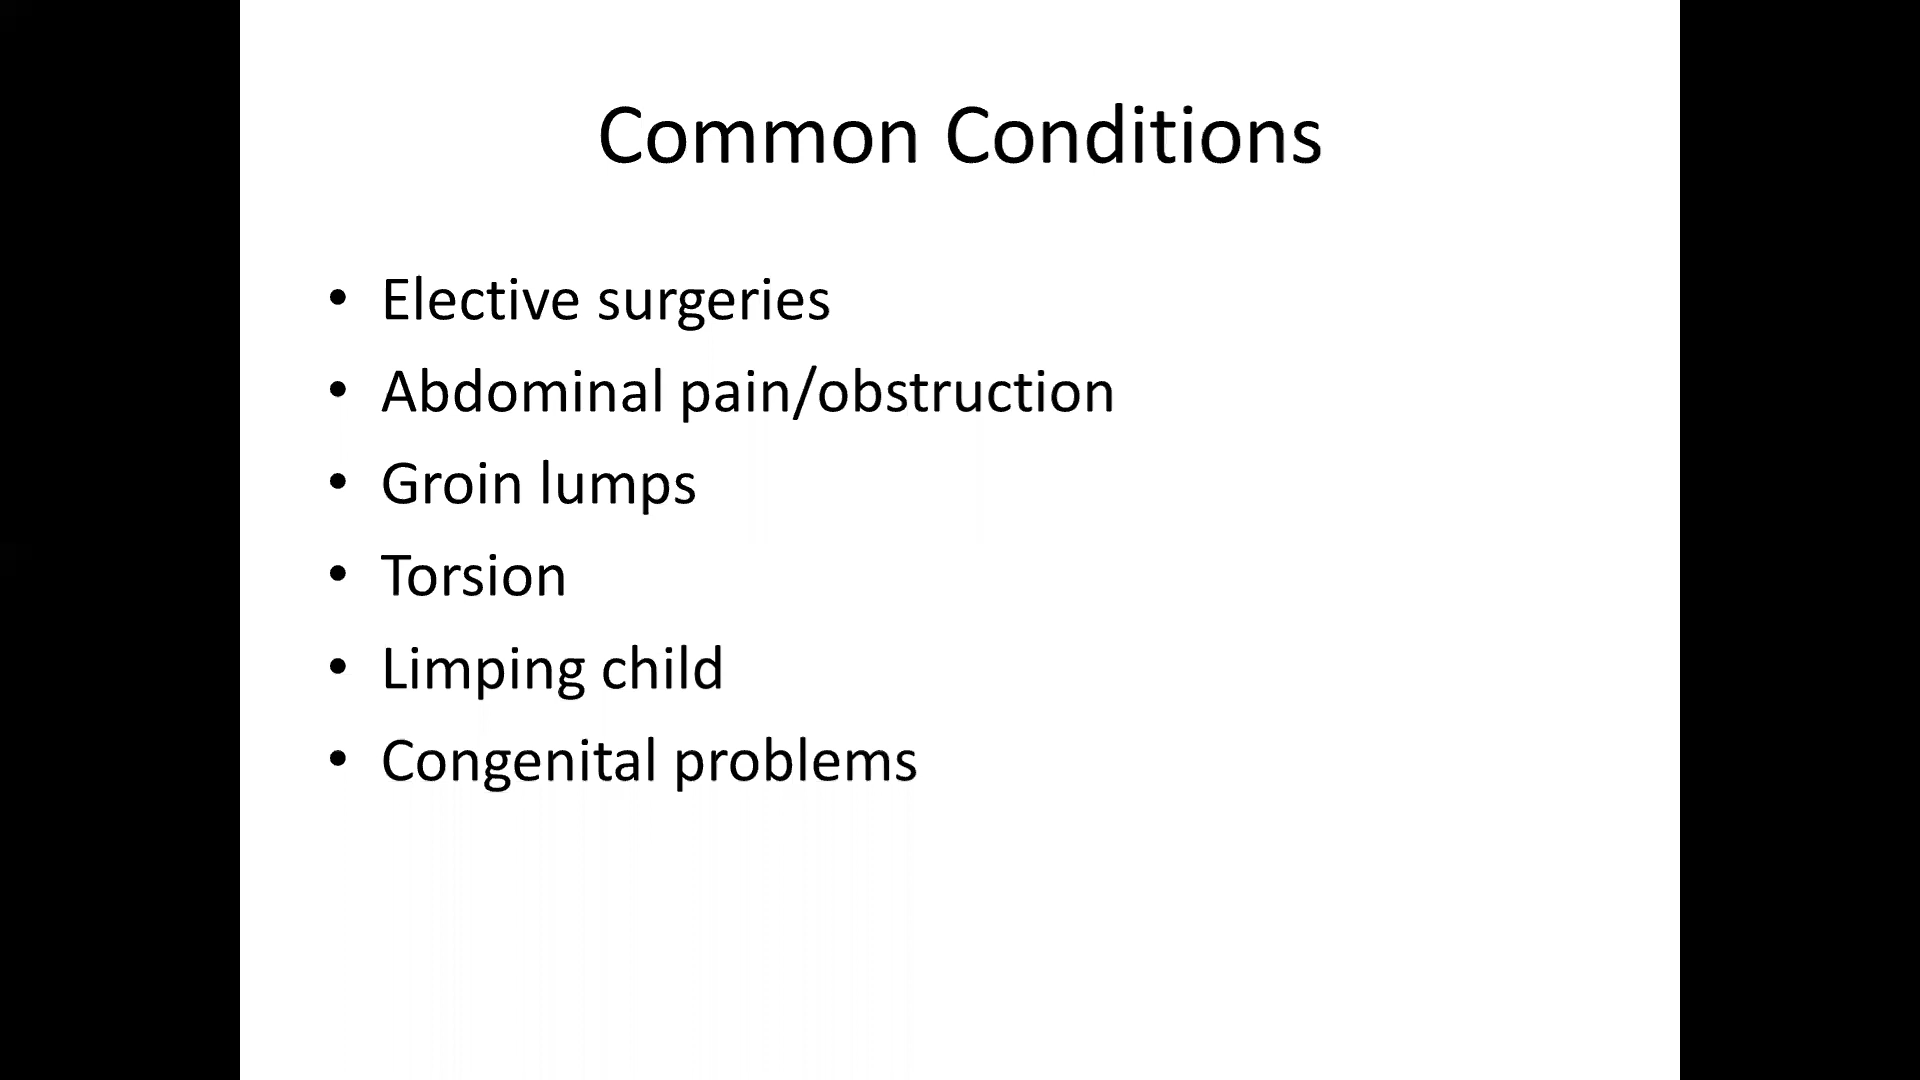 Common Conditions
• Elective surgeries
• Abdominal pain/obstruction
• Groin lumps
• Torsion
• Limping child
• Congenital problems